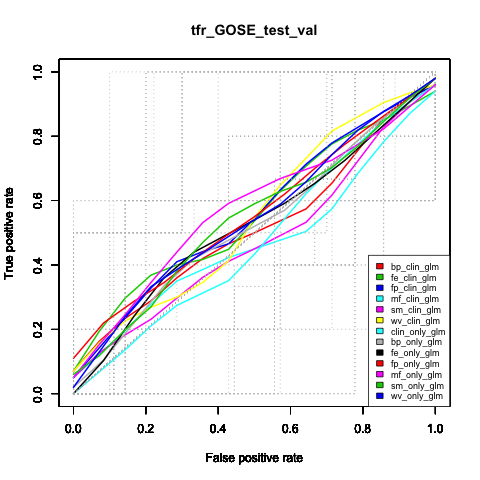 tfr_GOSE_test_val
True positive rate
1.0
0.8
0.6
0.4
0.2
0.0
bp_clin_glm
fe_clin_glm
fp_clin_glm
mf_clin_glm
sm_clin_glm
wv_clin_glm
clin_only_glm
bp_only_glm
fe_only_glm
fp_only_glm
mf_only_glm
sm_only_glm
wv_only_glm
0.0 0.2 0.4 0.6 0.8 1.0
False positive rate